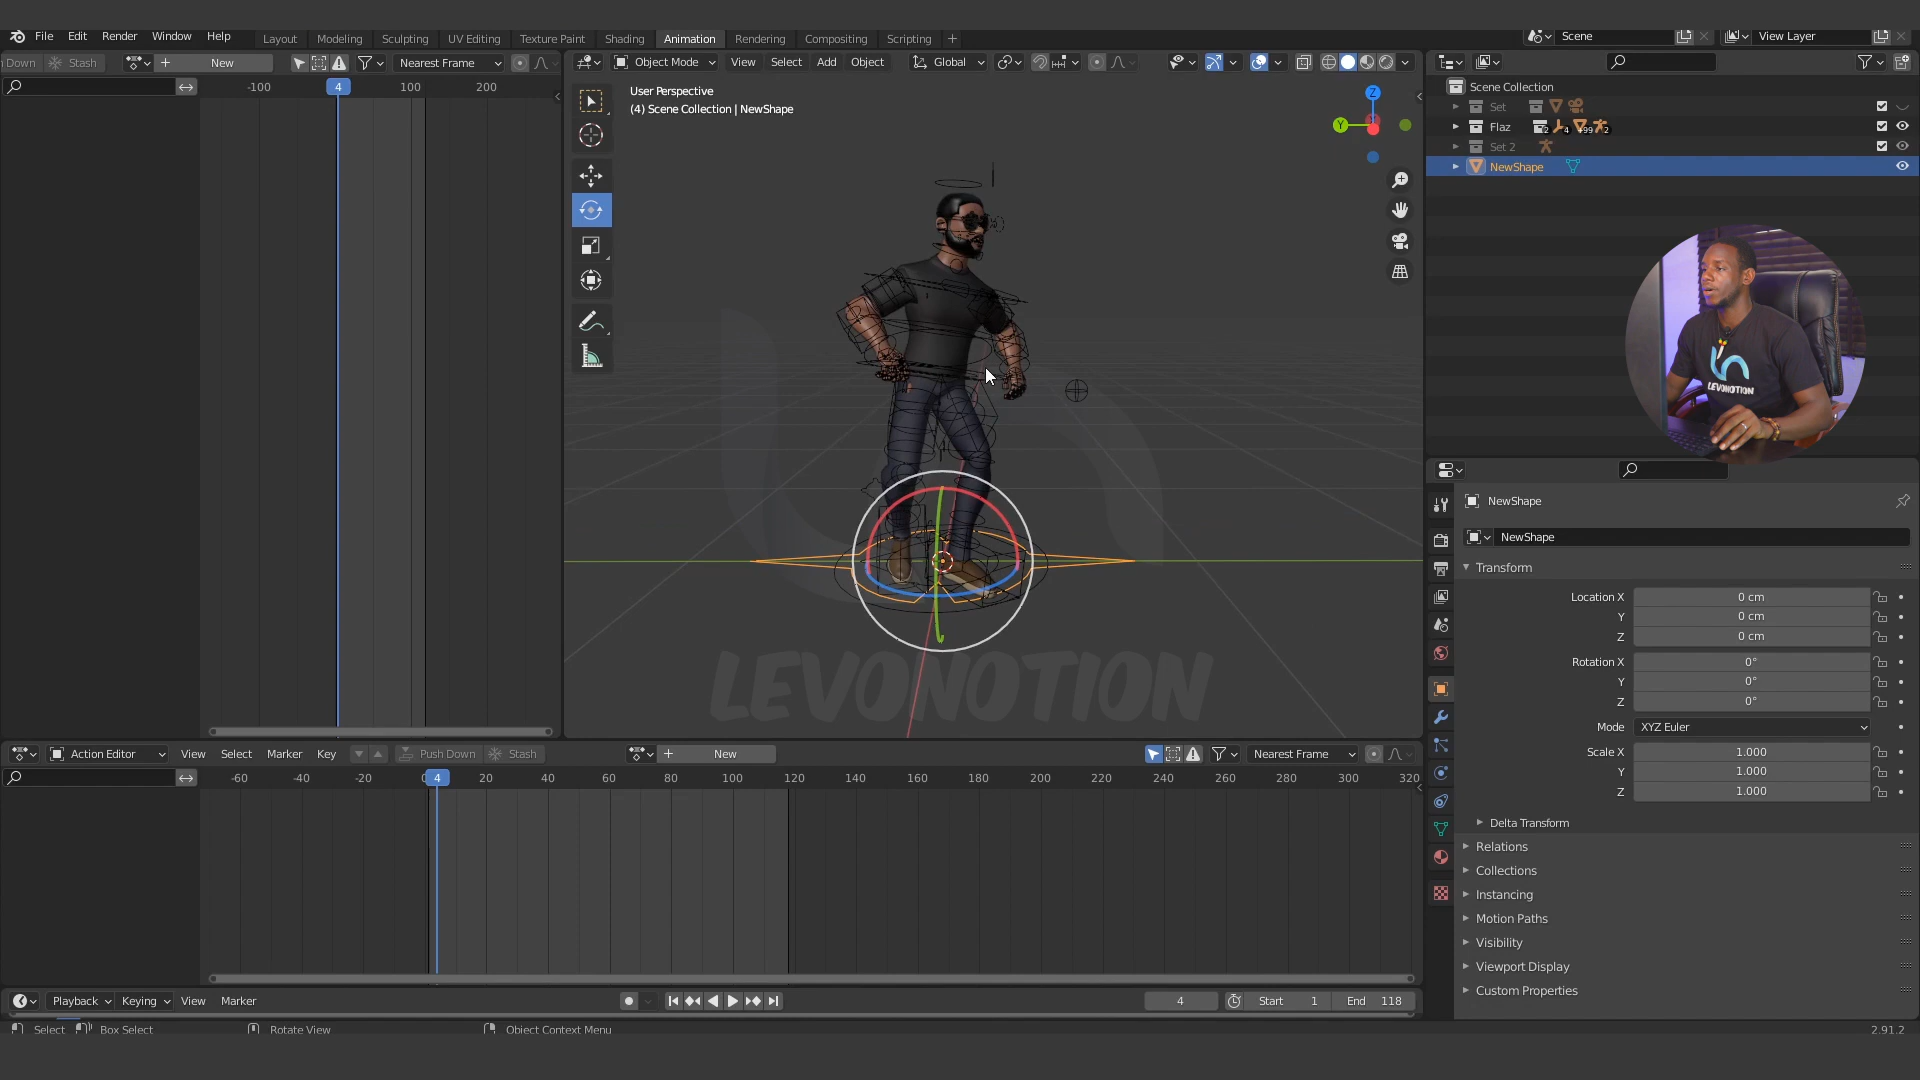 File Edit Render Window Help
Layout Modeling Sculpting UV Editing Texture Paint Shading Animation Rendering Compositing Scripting +
Scene
View Layer
Down Stash New Nearest Frame
Object Mode View Select Add Object Global
-100 4 100 200
User Perspective
(4) Scene Collection | NewShape
Z
Y
Scene Collection
Set
Flaz 2 4 +99 2
Set 2
NewShape
LEVONOTION
LEVONOTION
NewShape
NewShape
Transform
Location X 0 cm
Y 0 cm
Z 0 cm
Rotation X 0°
Y 0°
Z 0°
Mode XYZ Euler
Scale X 1.000
Y 1.000
Z 1.000
Delta Transform
Relations
Collections
Instancing
Motion Paths
Visibility
Viewport Display
Custom Properties
Action Editor View Select Marker Key Push Down Stash New Nearest Frame
-60 -40 -20 0 4 20 40 60 80 100 120 140 160 180 200 220 240 260 280 300 320
Playback Keying View Marker 4 Start 1 End 118
Select Box Select Rotate View Object Context Menu 2.91.2